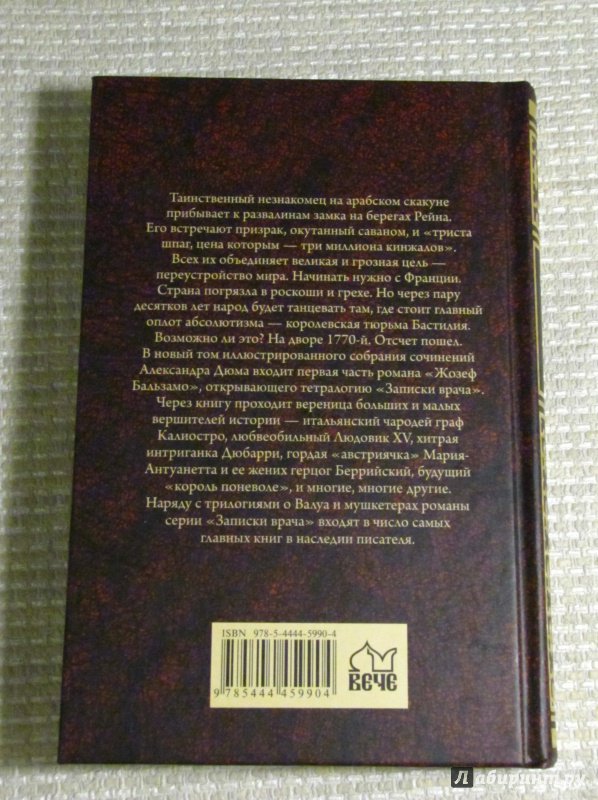 Таинственный незнакомец на арабском скакуне
прибывает к развалинам замка на берегах Рейна.
Его встречают призрак, окутанный саваном, и «триста
шпаг, цена которым — три миллиона кинжалов».
Всех их объединяет великая и грозная цель —
переустройство мира. Начинать нужно с Франции.
Страна погрязла в роскоши и грехе. Но через пару
десятков лет народ будет танцевать там, где стоит главный
оплот абсолютизма — королевская тюрьма Бастилия.
Возможно ли это? На дворе 1770-й. Отсчет пошел.
В новый том иллюстрированного собрания сочинений
Александра Дюма входит первая часть романа «Жозеф
Бальзамо», открывающего тетралогию «Записки врача».
Через книгу проходит вереница больших и малых
вершителей истории — итальянский чародей граф
Калиостро, любвеобильный Людовик XV, хитрая
интриганка Дюбарри, гордая «австриячка» Мария-
Антуанетта и ее жених герцог Беррийский, будущий
«король поневоле», и многие, многие другие.
Наряду с трилогиями о Валуа и мушкетерах романы
серии «Записки врача» входят в число самых
главных книг в наследии писателя.
ISBN 978-5-4444-5990-4
9 785444 459904
ВЕЧЕ
Лабиринт.ру